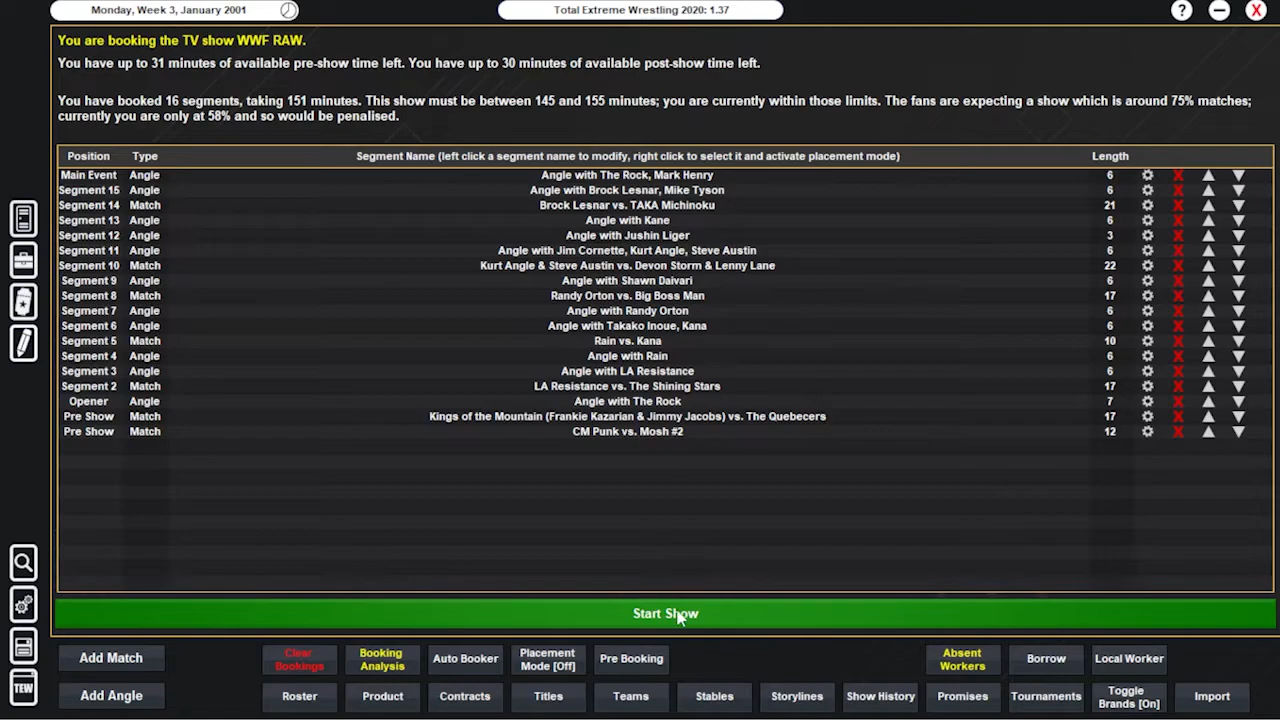 Monday, Week 3, January 2001
Total Extreme Wrestling 2020: 1.37
?
X
You are booking the TV show WWF RAW.
You have up to 31 minutes of available pre-show time left. You have up to 30 minutes of available post-show time left.
You have booked 16 segments, taking 151 minutes. This show must be between 145 and 155 minutes; you are currently within those limits. The fans are expecting a show which is around 75% matches;
currently you are only at 58% and so would be penalised.
Position Type Segment Name (left click a segment name to modify, right click to select it and activate placement mode) Length
Main Event Angle Angle with The Rock, Mark Henry 6 X
Segment 15 Angle Angle with Brock Lesnar, Mike Tyson 6 X
Segment 14 Match Brock Lesnar vs. TAKA Michinoku 21 X
Segment 13 Angle Angle with Kane 6 X
Segment 12 Angle Angle with Jushin Liger 3 X
Segment 11 Angle Angle with Jim Cornette, Kurt Angle, Steve Austin 6 X
Segment 10 Match Kurt Angle & Steve Austin vs. Devon Storm & Lenny Lane 22 X
Segment 9 Angle Angle with Shawn Daivari 6 X
Segment 8 Match Randy Orton vs. Big Boss Man 17 X
Segment 7 Angle Angle with Randy Orton 6 X
Segment 6 Angle Angle with Takako Inoue, Kana 6 X
Segment 5 Match Rain vs. Kana 10 X
Segment 4 Angle Angle with Rain 6 X
Segment 3 Angle Angle with LA Resistance 6 X
Segment 2 Match LA Resistance vs. The Shining Stars 17 X
Opener Angle Angle with The Rock 7 X
Pre Show Match Kings of the Mountain (Frankie Kazarian & Jimmy Jacobs) vs. The Quebecers 17 X
Pre Show Match CM Punk vs. Mosh #2 12 X
Start Show
Add Match
Clear Bookings
Booking Analysis
Auto Booker
Placement Mode [Off]
Pre Booking
Absent Workers
Borrow
Local Worker
TEW
Add Angle
Roster
Product
Contracts
Titles
Teams
Stables
Storylines
Show History
Promises
Tournaments
Toggle Brands [On]
Import